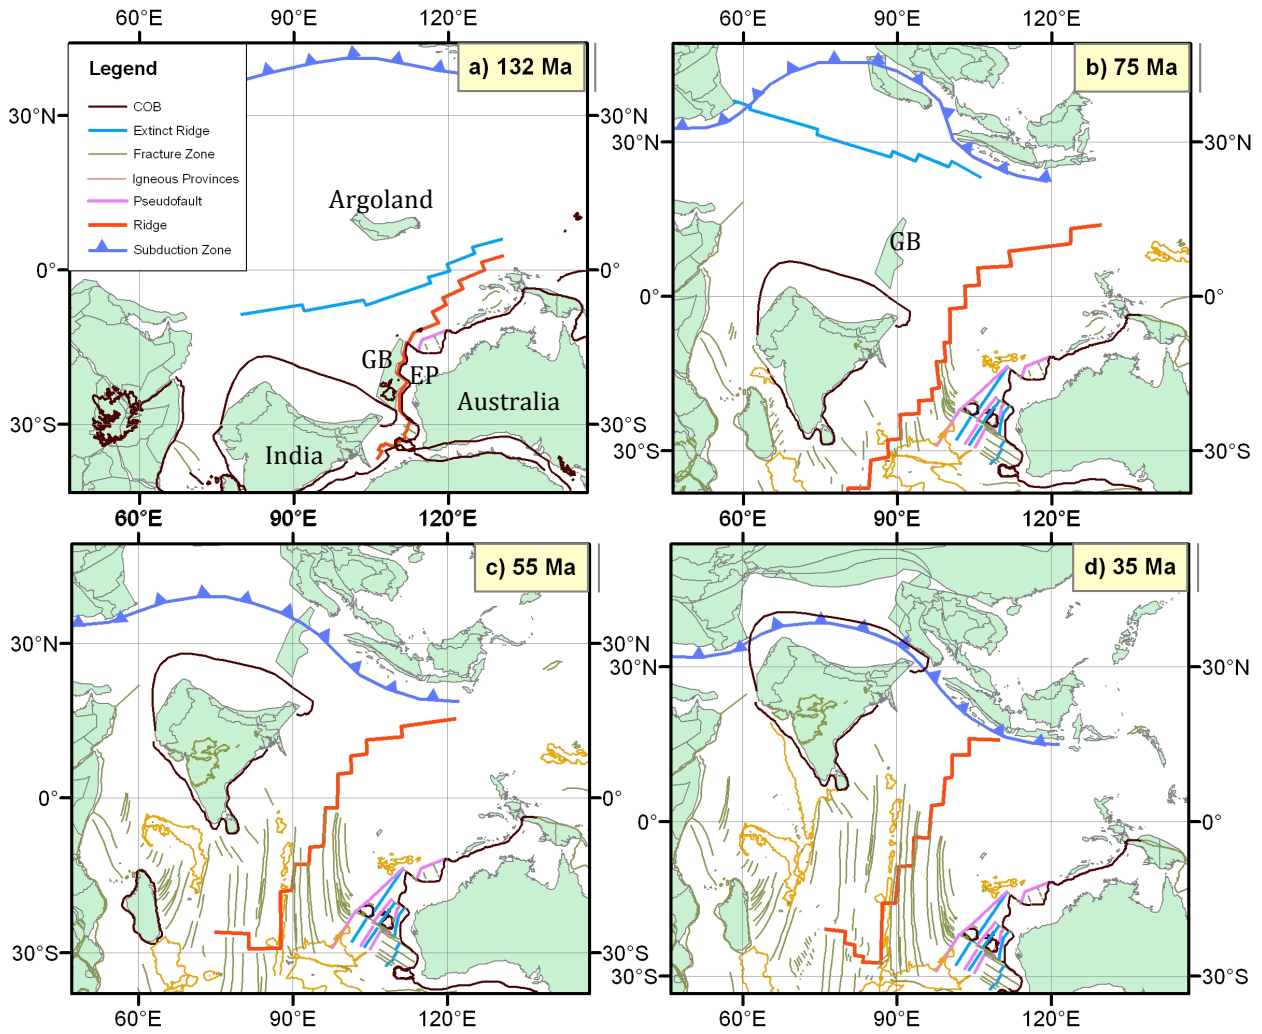 60°E 90°E 120°E 60°E 90°E 120°E
a) 132 Ma
b) 75 Ma
Legend
COB
Extinct Ridge
Fracture Zone
Igneous Provinces
Pseudofault
Ridge
Subduction Zone
30°N 30°N 30°N
Argoland
GB
0° 0° 0°
GB
EP
Australia
India
30°S 30°S 30°S
60°E 90°E 120°E 60°E 90°E 120°E
c) 55 Ma
d) 35 Ma
30°N 30°N 30°N
0° 0° 0°
30°S 30°S 30°S
60°E 90°E 120°E 60°E 90°E 120°E